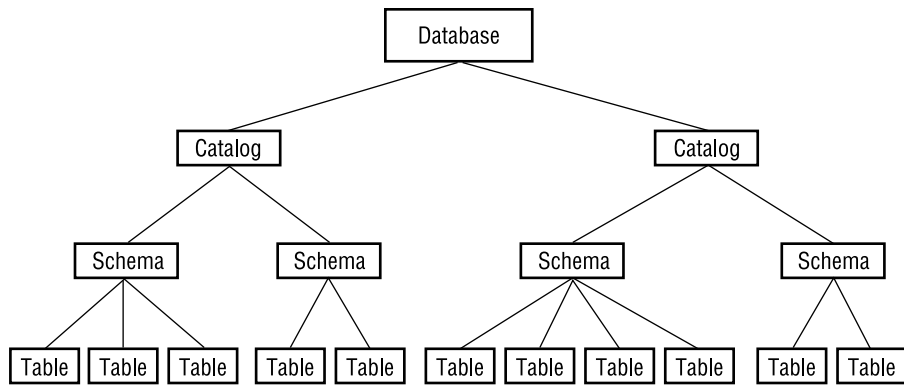 Database
Catalog Catalog
Schema Schema Schema Schema
Table Table Table Table Table Table Table Table Table Table Table